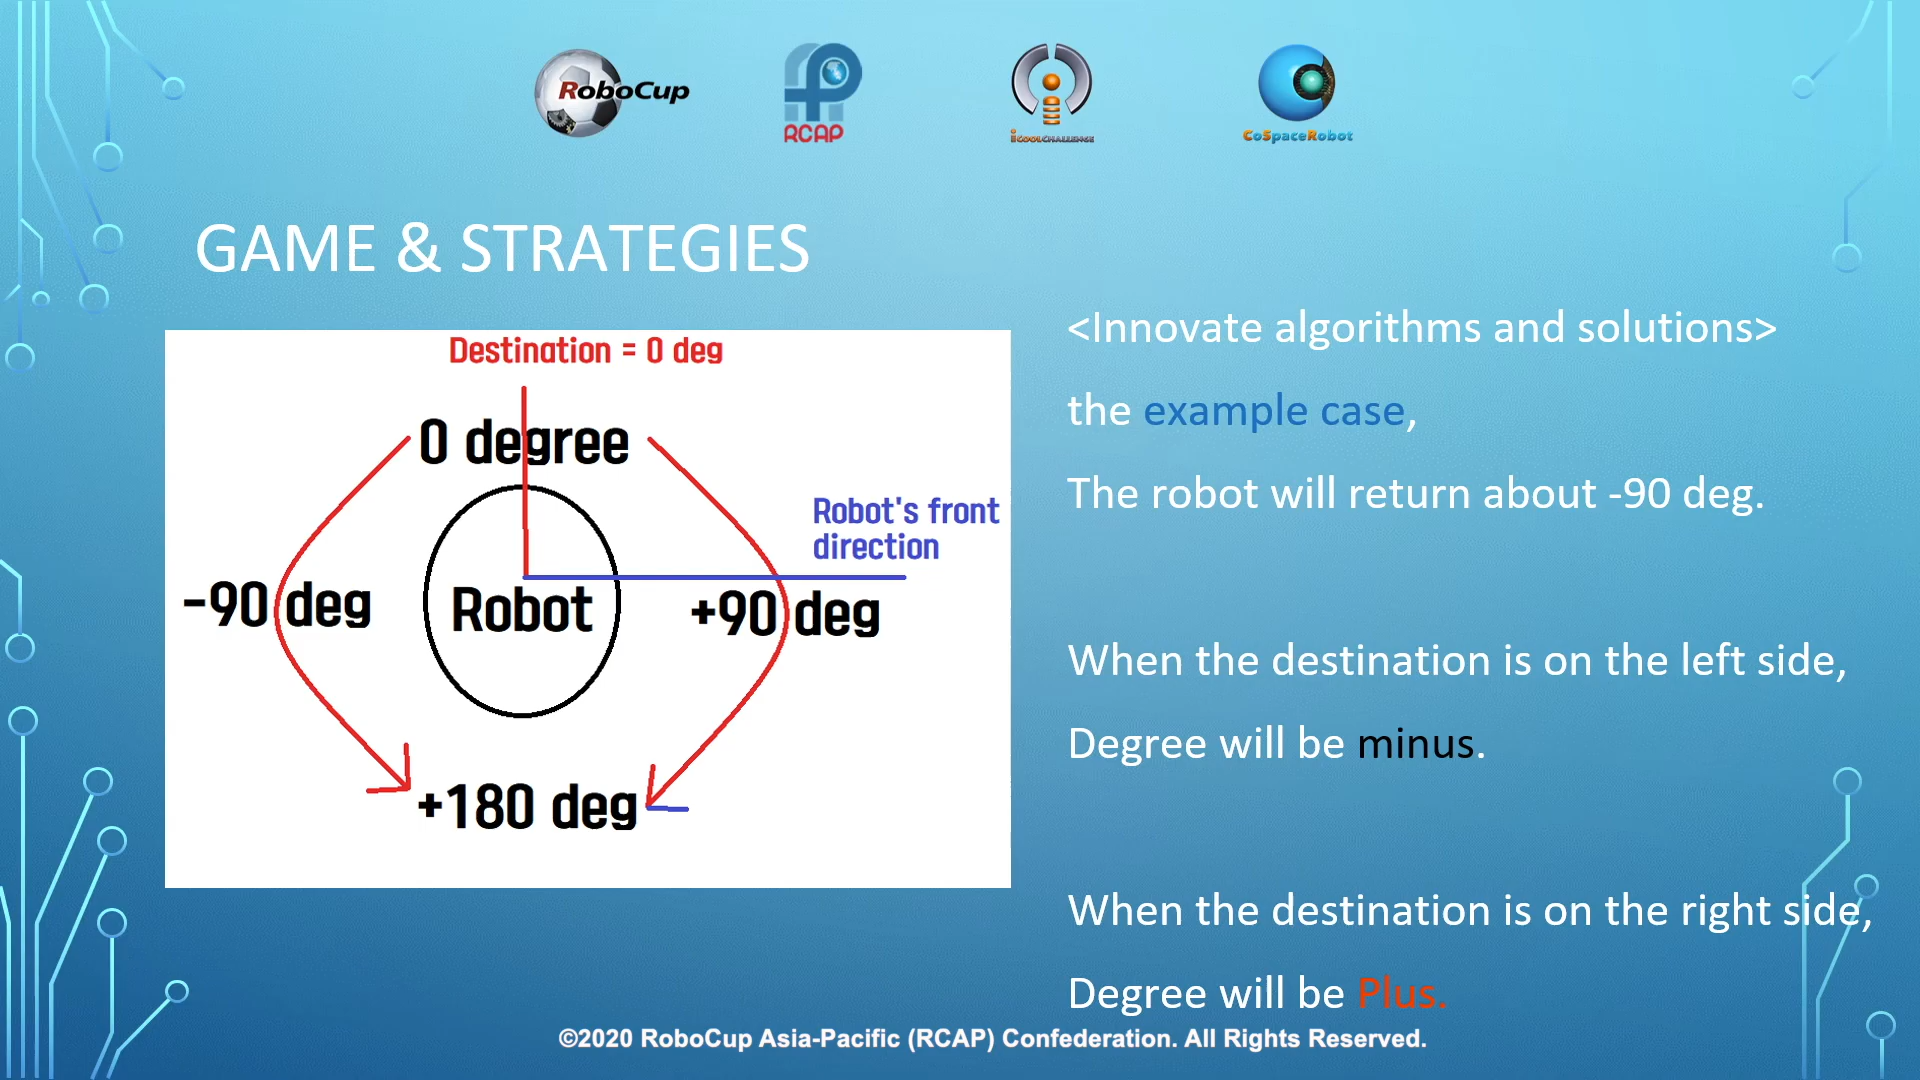 RoboCup
RCAP
iCOOLCHALLENGE
CoSpaceRobot
GAME & STRATEGIES
Destination = 0 deg
0 degree
Robot's front
direction
-90 deg
Robot
+90 deg
+180 deg
<Innovate algorithms and solutions>
the example case,
The robot will return about -90 deg.
When the destination is on the left side,
Degree will be minus.
When the destination is on the right side,
Degree will be Plus.
©2020 RoboCup Asia-Pacific (RCAP) Confederation. All Rights Reserved.